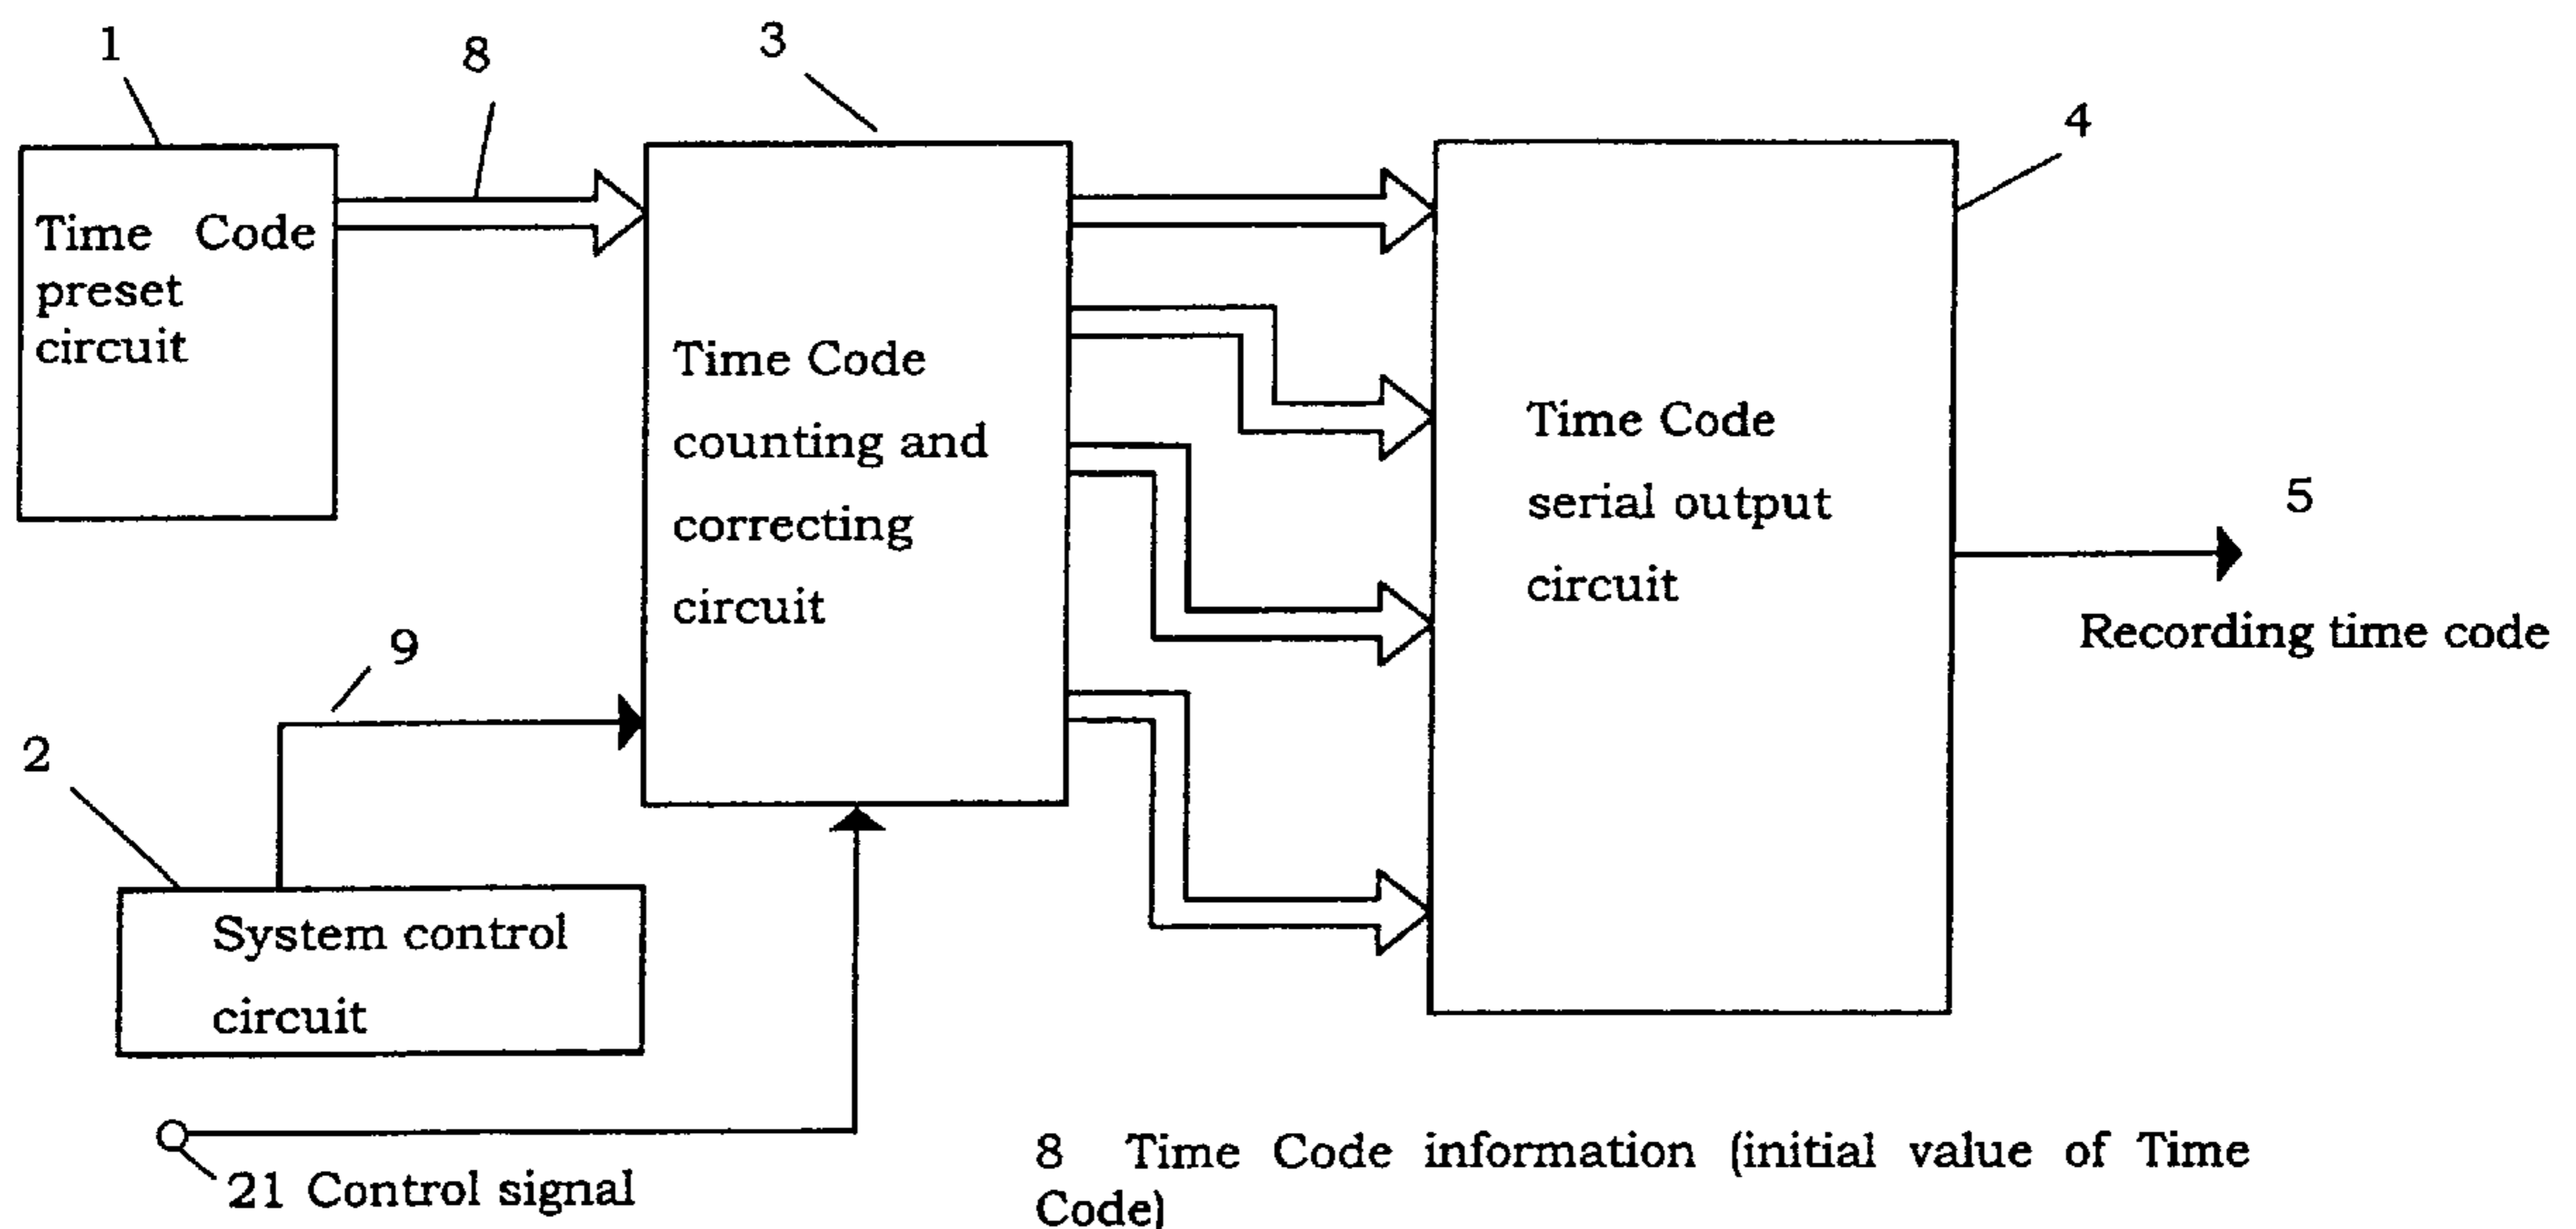 1
8
3
4
Time Code
preset
circuit
Time Code
counting and
correcting
circuit
Time Code
serial output
circuit
5
Recording time code
9
2
System control
circuit
21 Control signal
8 Time Code information (initial value of Time
Code)